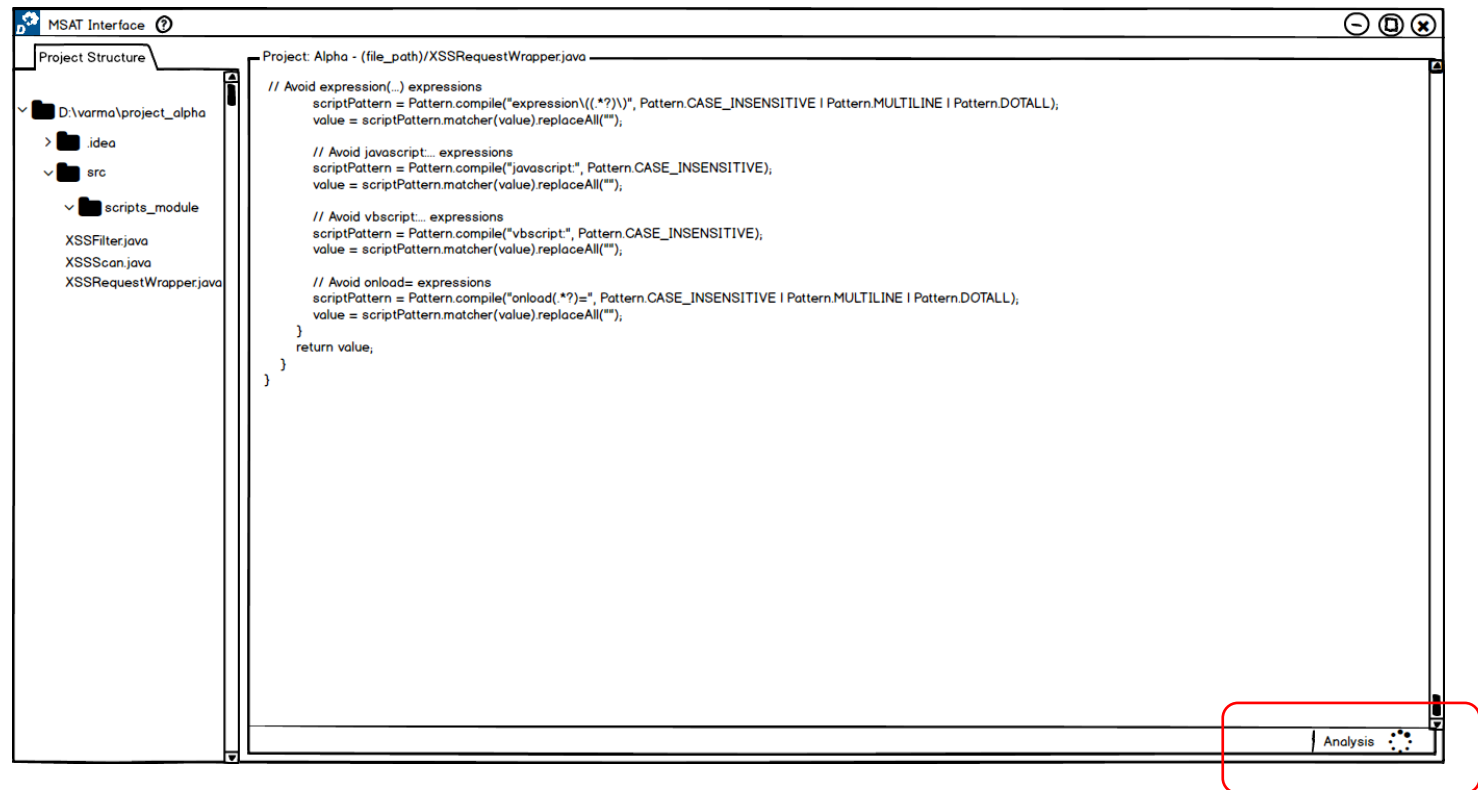 MSAT Interface ?
Project Structure
D:\varma\project_alpha
.idea
src
scripts_module
XSSFilter.java
XSSScan.java
XSSRequestWrapper.java
Project: Alpha - (file_path)/XSSRequestWrapper.java
// Avoid expression(...) expressions
scriptPattern = Pattern.compile("expression\((.*?)\)", Pattern.CASE_INSENSITIVE | Pattern.MULTILINE | Pattern.DOTALL);
value = scriptPattern.matcher(value).replaceAll("");
// Avoid javascript:... expressions
scriptPattern = Pattern.compile("javascript:", Pattern.CASE_INSENSITIVE);
value = scriptPattern.matcher(value).replaceAll("");
// Avoid vbscript:... expressions
scriptPattern = Pattern.compile("vbscript:", Pattern.CASE_INSENSITIVE);
value = scriptPattern.matcher(value).replaceAll("");
// Avoid onload= expressions
scriptPattern = Pattern.compile("onload(.*?)=", Pattern.CASE_INSENSITIVE | Pattern.MULTILINE | Pattern.DOTALL);
value = scriptPattern.matcher(value).replaceAll("");
}
return value;
}
}
Analysis